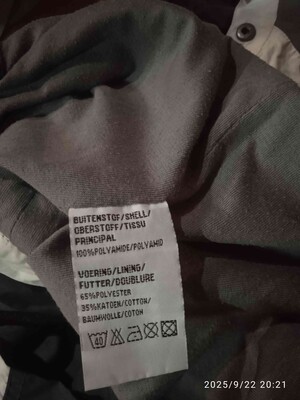 BUITENSTOF/SHELL/
OBERSTOFF/TISSU
PRINCIPAL
100%POLYAMIDE/POLYAMID
VOERING/LINING/
FUTTER/DOUBLURE
65%POLYESTER
35%KATOEN/COTTON/
BAUMWOLLE/COTON
40
2025/9/22 20:21